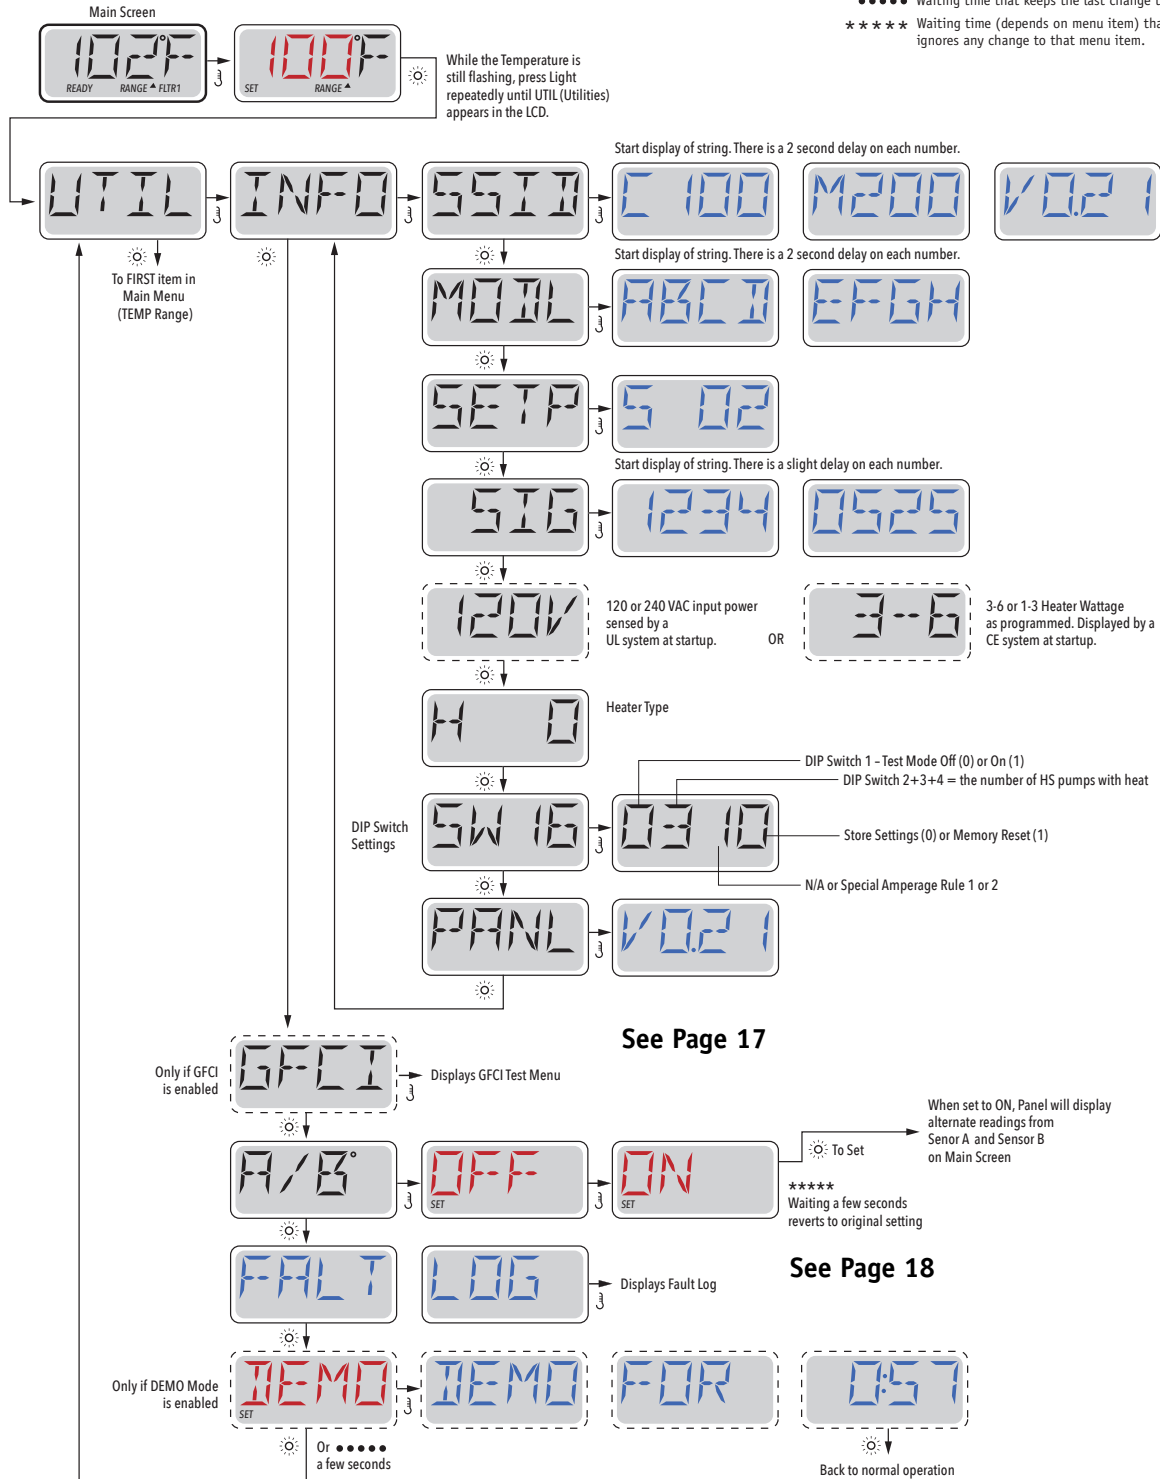 Main Screen
Waiting time that keeps the last change
***** Waiting time (depends on menu item)
ignores any change to that menu item.
102°F
READY RANGE FLTR1
100°F
SET RANGE
While the Temperature is
still flashing, press Light
repeatedly until UTIL (Utilities)
appears in the LCD.
Start display of string. There is a 2 second delay on each number.
UTIL
INFO
SSID
C 100
M200
V0.21
To FIRST item in
Main Menu
(TEMP Range)
Start display of string. There is a 2 second delay on each number.
MODL
ABCD
EFGH
SETP
S 02
Start display of string. There is a slight delay on each number.
SIG
1234
0525
120V
120 or 240 VAC input power
sensed by a
UL system at startup.
OR
3--6
3-6 or 1-3 Heater Wattage
as programmed. Displayed by a
CE system at startup.
H 0
Heater Type
DIP Switch 1 – Test Mode Off (0) or On (1)
DIP Switch 2+3+4 = the number of HS pumps with heat
DIP Switch
Settings
SW 16
0310
Store Settings (0) or Memory Reset (1)
N/A or Special Amperage Rule 1 or 2
PANL
V0.21
See Page 17
Only if GFCI
is enabled
GFCI
Displays GFCI Test Menu
A/B°
OFF
SET
ON
SET
To Set
When set to ON, Panel will display
alternate readings from
Senor A and Sensor B
on Main Screen
*****
Waiting a few seconds
reverts to original setting
See Page 18
FALT
LOG
Displays Fault Log
Only if DEMO Mode
is enabled
DEMO
SET
DEMO
FOR
0:57
Or •••••
a few seconds
Back to normal operation